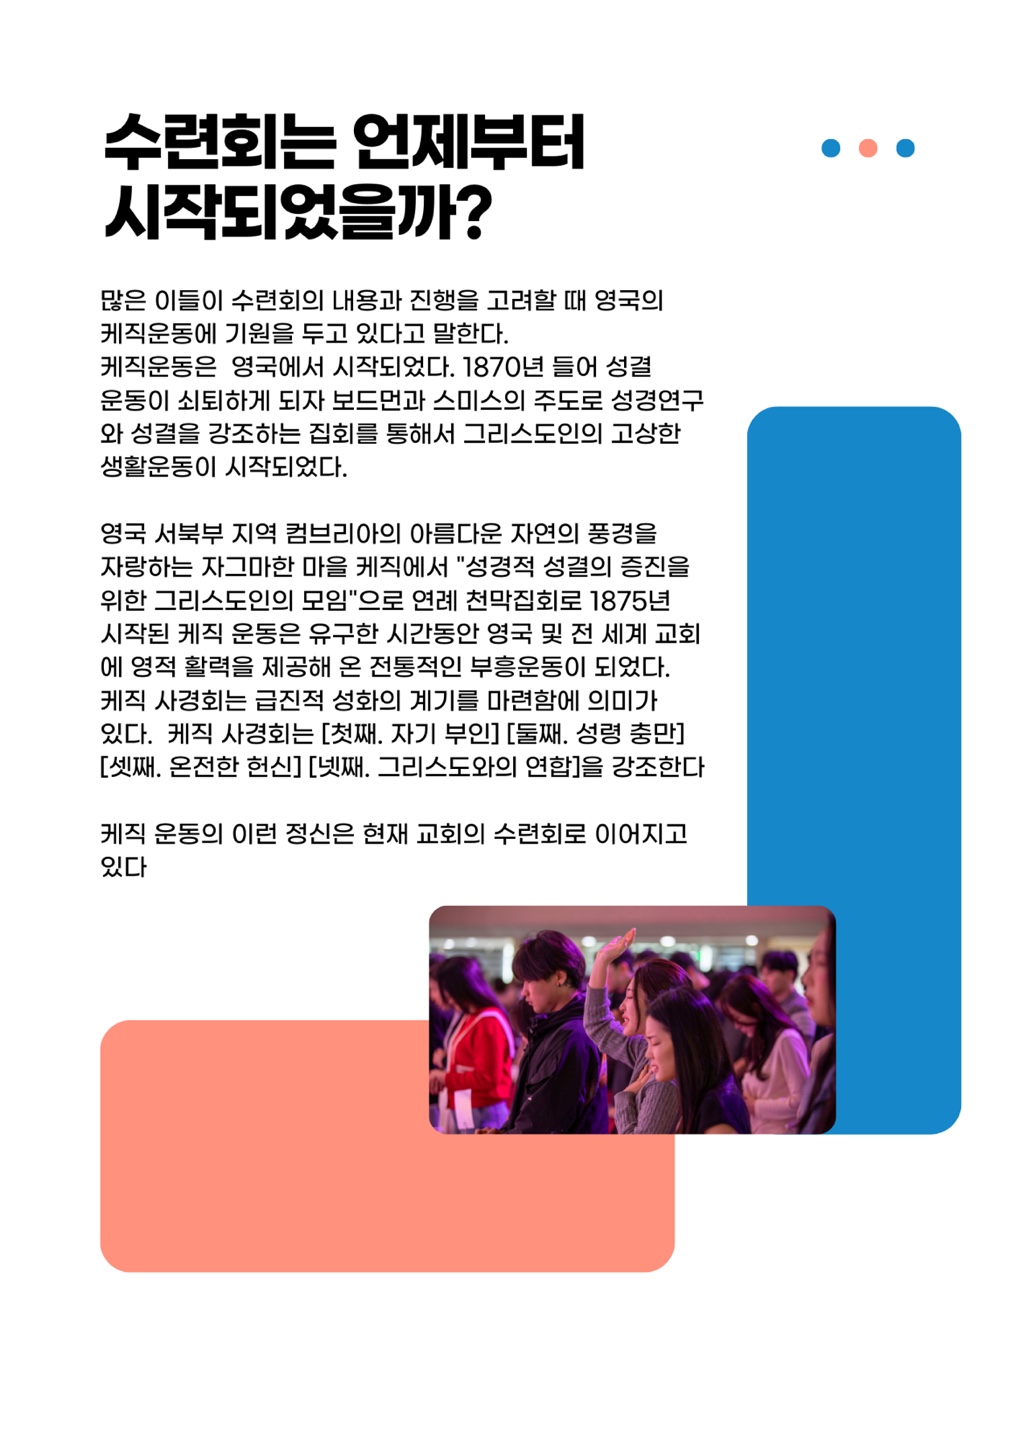 수련회는 언제부터
시작되었을까?
많은 이들이 수련회의 내용과 진행을 고려할 때 영국의
케직운동에 기원을 두고 있다고 말한다.
케직운동은  영국에서 시작되었다. 1870년 들어 성결
운동이 쇠퇴하게 되자 보드먼과 스미스의 주도로 성경연구
와 성결을 강조하는 집회를 통해서 그리스도인의 고상한
생활운동이 시작되었다.
영국 서북부 지역 컴브리아의 아름다운 자연의 풍경을
자랑하는 자그마한 마을 케직에서 "성경적 성결의 증진을
위한 그리스도인의 모임"으로 연례 천막집회로 1875년
시작된 케직 운동은 유구한 시간동안 영국 및 전 세계 교회
에 영적 활력을 제공해 온 전통적인 부흥운동이 되었다.
케직 사경회는 급진적 성화의 계기를 마련함에 의미가
있다.  케직 사경회는 [첫째. 자기 부인] [둘째. 성령 충만]
[셋째. 온전한 헌신] [넷째. 그리스도와의 연합]을 강조한다
케직 운동의 이런 정신은 현재 교회의 수련회로 이어지고
있다